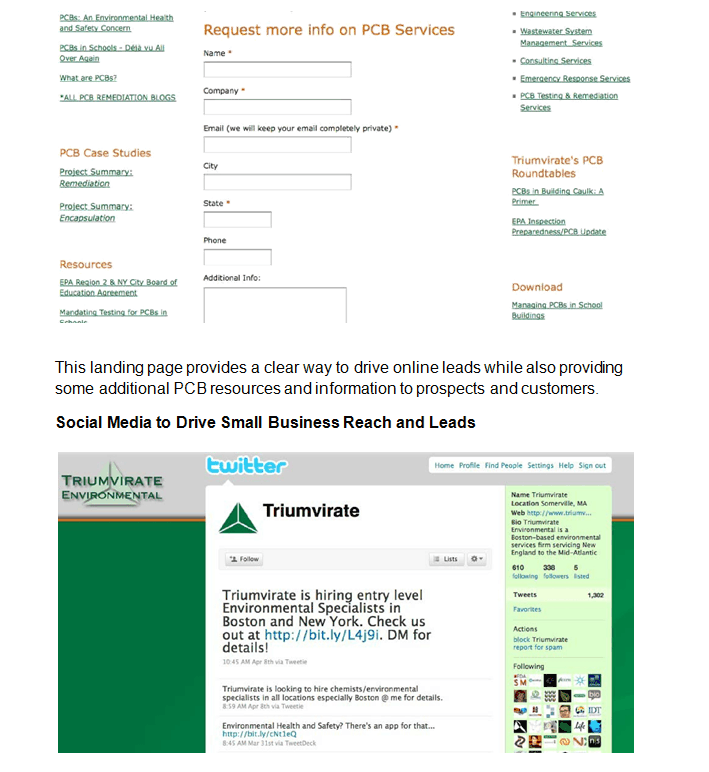 PCBs: An Environmental Health
and Safety Concern
PCBs in Schools - Déjà vu All
Over Again
What are PCBs?
*ALL PCB REMEDIATION BLOGS
PCB Case Studies
Project Summary:
Remediation
Project Summary:
Encapsulation
Resources
EPA Region 2 & NY City Board of
Education Agreement
Mandating Testing for PCBs in
Schools
Request more info on PCB Services
Name *
Company *
Email (we will keep your email completely private) *
City
State *
Phone
Additional Info:
Engineering Services
Wastewater System
Management Services
Consulting Services
Emergency Response Services
PCB Testing & Remediation
Services
Triumvirate's PCB
Roundtables
PCBs in Building Caulk: A
Primer
EPA Inspection
Preparedness/PCB Update
Download
Managing PCBs in School
Buildings
This landing page provides a clear way to drive online leads while also providing
some additional PCB resources and information to prospects and customers.
Social Media to Drive Small Business Reach and Leads
TRIUMVIRATE
ENVIRONMENTAL
twitter
Home Profile Find People Settings Help Sign out
Triumvirate
Follow
Lists
Triumvirate is hiring entry level
Environmental Specialists in
Boston and New York. Check us
out at http://bit.ly/L4j9i. DM for
details!
10:45 AM Apr 8th via Tweetie
Triumvirate is looking to hire chemists/environmental
specialists in all locations especially Boston @ me for details.
8:59 AM Apr 8th via Tweetie
Environmental Health and Safety? There's an app for that...
http://bit.ly/cNt1eQ
8:45 AM Mar 31st via TweetDeck
Name Triumvirate
Location Somerville, MA
Web http://www.triumv...
Bio Triumvirate
Environmental is a
Boston-based environmental
services firm servicing New
England to the Mid-Atlantic
610 338 5
following followers listed
Tweets 1,302
Favorites
Actions
block Triumvirate
report for spam
Following
SM
bio
IDT
Life